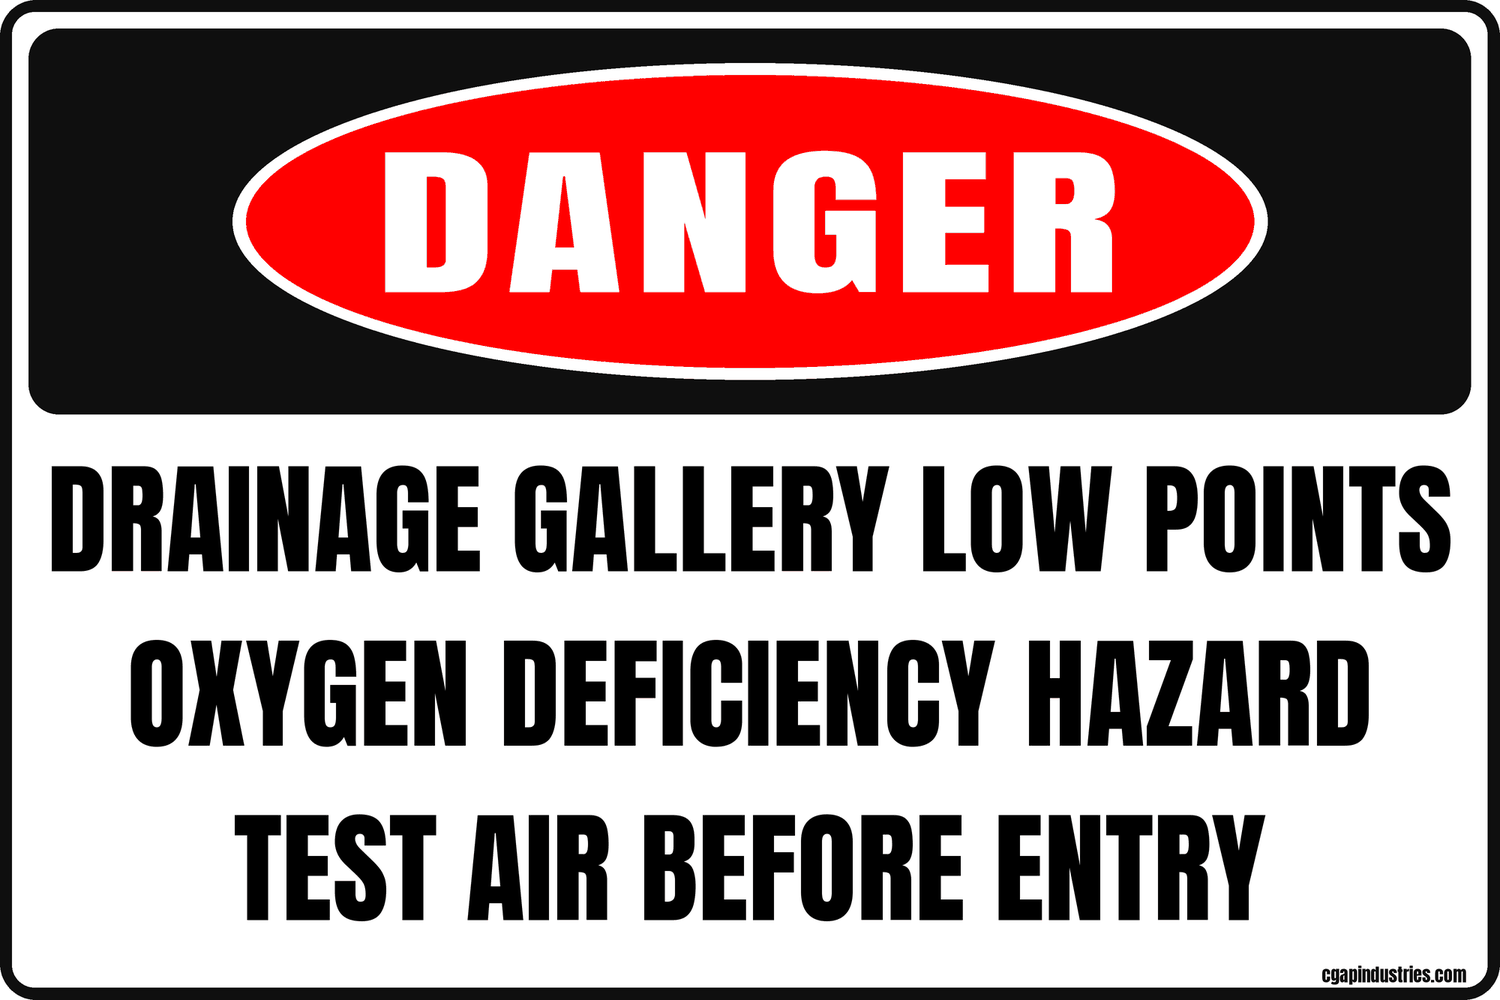 DANGER
DRAINAGE GALLERY LOW POINTS
OXYGEN DEFICIENCY HAZARD
TEST AIR BEFORE ENTRY
cgapindustries.com